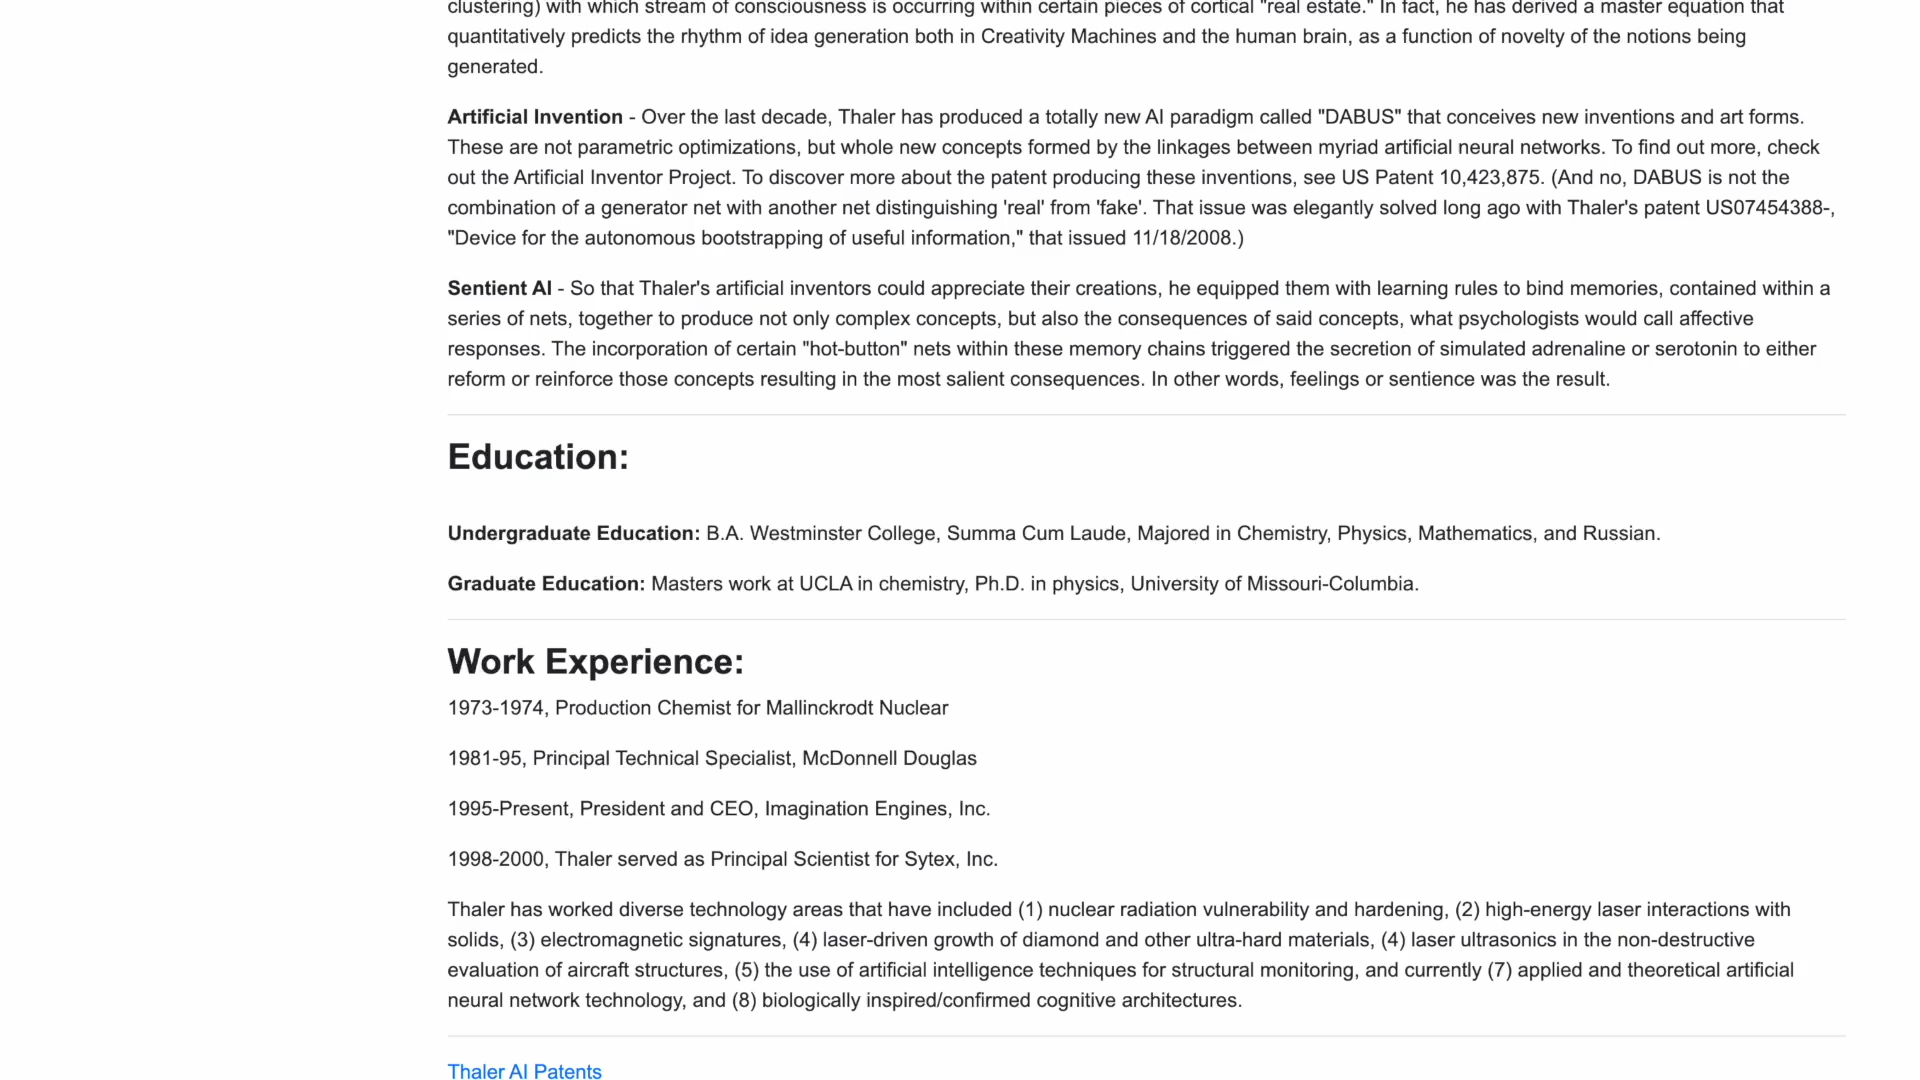 clustering) with which stream of consciousness is occurring within certain pieces of cortical "real estate." In fact, he has derived a master equation that
quantitatively predicts the rhythm of idea generation both in Creativity Machines and the human brain, as a function of novelty of the notions being
generated.
Artificial Invention - Over the last decade, Thaler has produced a totally new AI paradigm called "DABUS" that conceives new inventions and art forms.
These are not parametric optimizations, but whole new concepts formed by the linkages between myriad artificial neural networks. To find out more, check
out the Artificial Inventor Project. To discover more about the patent producing these inventions, see US Patent 10,423,875. (And no, DABUS is not the
combination of a generator net with another net distinguishing 'real' from 'fake'. That issue was elegantly solved long ago with Thaler's patent US07454388-,
"Device for the autonomous bootstrapping of useful information," that issued 11/18/2008.)
Sentient AI - So that Thaler's artificial inventors could appreciate their creations, he equipped them with learning rules to bind memories, contained within a
series of nets, together to produce not only complex concepts, but also the consequences of said concepts, what psychologists would call affective
responses. The incorporation of certain "hot-button" nets within these memory chains triggered the secretion of simulated adrenaline or serotonin to either
reform or reinforce those concepts resulting in the most salient consequences. In other words, feelings or sentience was the result.
Education:
Undergraduate Education: B.A. Westminster College, Summa Cum Laude, Majored in Chemistry, Physics, Mathematics, and Russian.
Graduate Education: Masters work at UCLA in chemistry, Ph.D. in physics, University of Missouri-Columbia.
Work Experience:
1973-1974, Production Chemist for Mallinckrodt Nuclear
1981-95, Principal Technical Specialist, McDonnell Douglas
1995-Present, President and CEO, Imagination Engines, Inc.
1998-2000, Thaler served as Principal Scientist for Sytex, Inc.
Thaler has worked diverse technology areas that have included (1) nuclear radiation vulnerability and hardening, (2) high-energy laser interactions with
solids, (3) electromagnetic signatures, (4) laser-driven growth of diamond and other ultra-hard materials, (4) laser ultrasonics in the non-destructive
evaluation of aircraft structures, (5) the use of artificial intelligence techniques for structural monitoring, and currently (7) applied and theoretical artificial
neural network technology, and (8) biologically inspired/confirmed cognitive architectures.
Thaler AI Patents